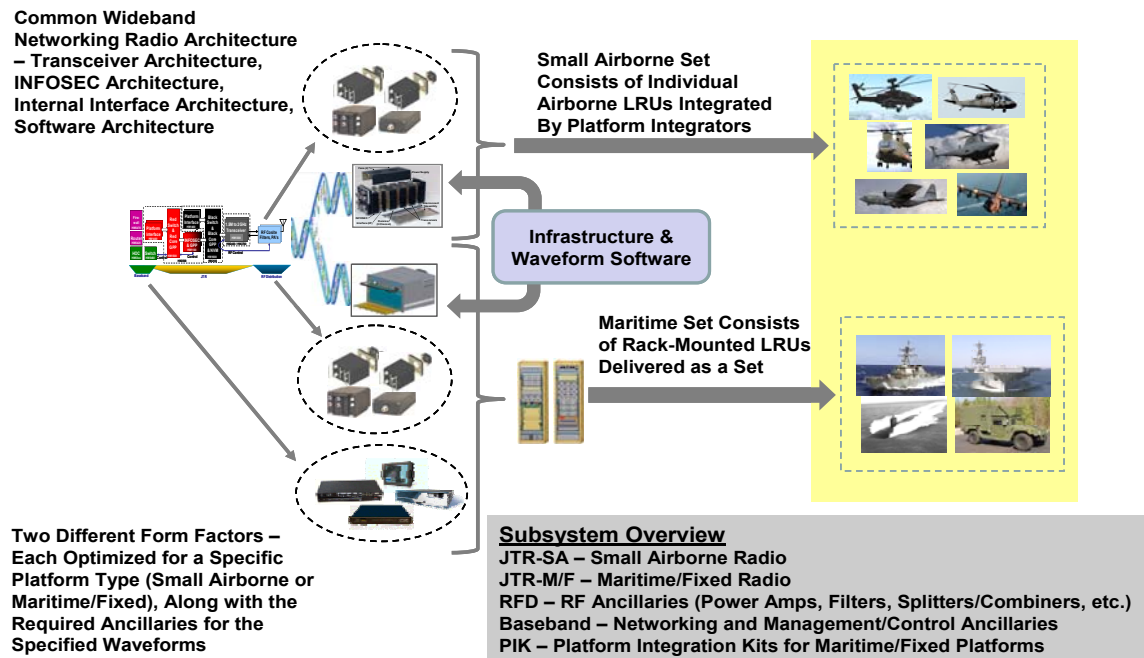 Common Wideband
Networking Radio Architecture
– Transceiver Architecture,
INFOSEC Architecture,
Internal Interface Architecture,
Software Architecture
Small Airborne Set
Consists of Individual
Airborne LRUs Integrated
By Platform Integrators
Infrastructure &
Waveform Software
Maritime Set Consists
of Rack-Mounted LRUs
Delivered as a Set
Two Different Form Factors –
Each Optimized for a Specific
Platform Type (Small Airborne or
Maritime/Fixed), Along with the
Required Ancillaries for the
Specified Waveforms
Subsystem Overview
JTR-SA – Small Airborne Radio
JTR-M/F – Maritime/Fixed Radio
RFD – RF Ancillaries (Power Amps, Filters, Splitters/Combiners, etc.)
Baseband – Networking and Management/Control Ancillaries
PIK – Platform Integration Kits for Maritime/Fixed Platforms